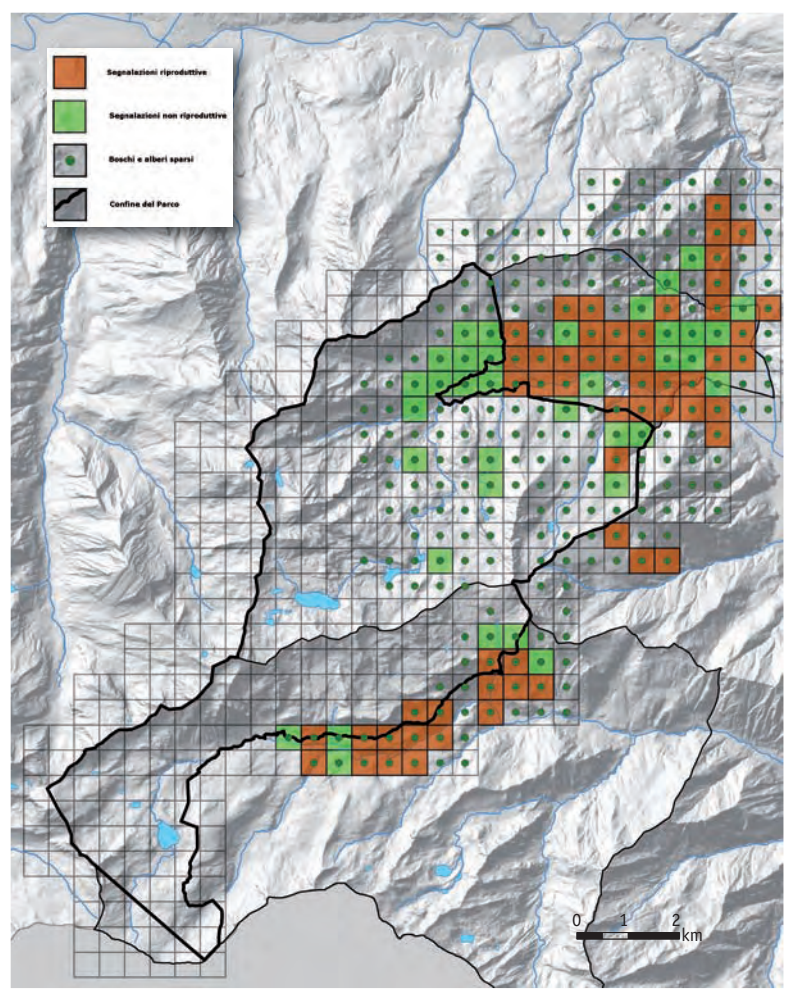 Segnalazioni riproduttive
Segnalazioni non riproduttive
Boschi e alberi sparsi
Confine del Parco
0 1 2
km